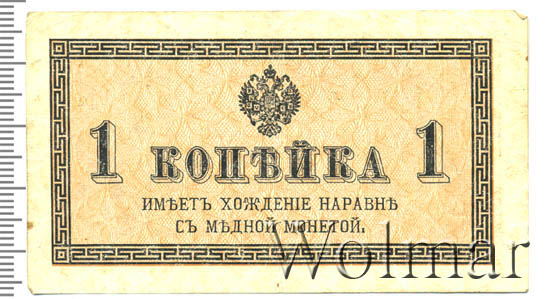 1 КОПѢЙКА 1
ИМѢЕТЪ ХОЖДЕНІЕ НАРАВНѢ
СЪ МѢДНОЙ МОНЕТОЙ.
Wolmar